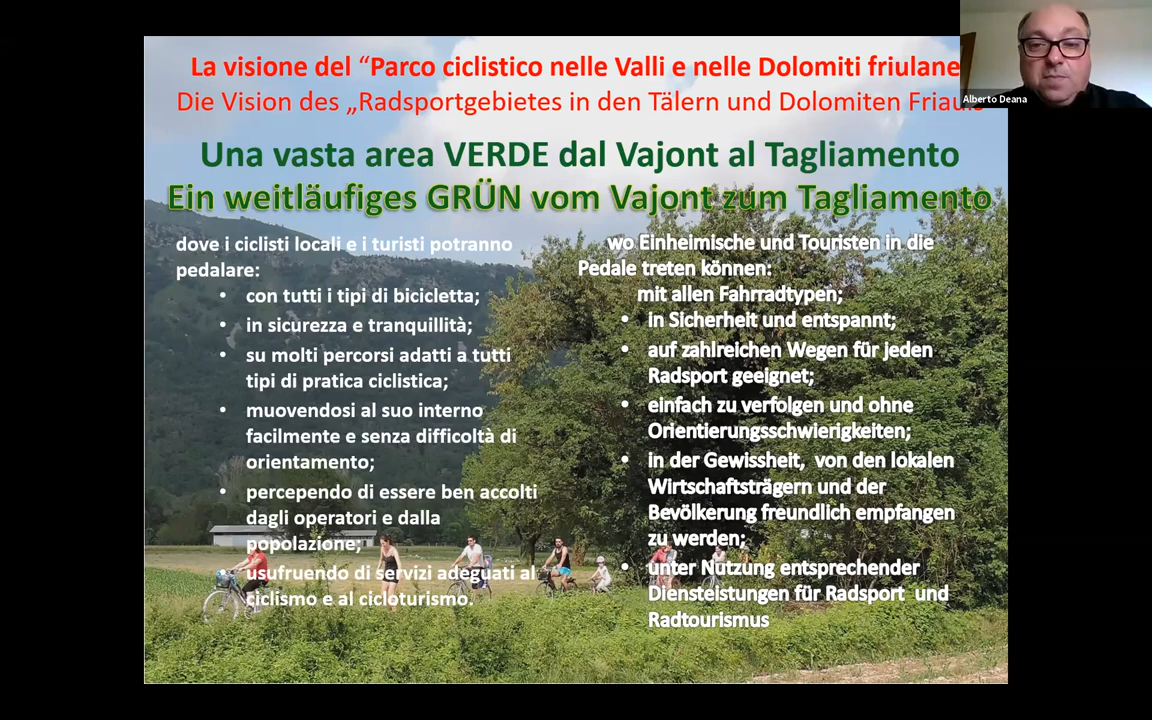 La visione del “Parco ciclistico nelle Valli e nelle Dolomiti friulane
Die Vision des „Radsportgebietes in den Tälern und Dolomiten Friauls
Alberto Deana
Una vasta area VERDE dal Vajont al Tagliamento
Ein weitläufiges GRÜN vom Vajont zum Tagliamento
dove i ciclisti locali e i turisti potranno
pedalare:
• con tutti i tipi di bicicletta;
• in sicurezza e tranquillità;
• su molti percorsi adatti a tutti
tipi di pratica ciclistica;
• muovendosi al suo interno
facilmente e senza difficoltà di
orientamento;
• percependo di essere ben accolti
dagli operatori e dalla
popolazione;
• usufruendo di servizi adeguati al
ciclismo e al cicloturismo.
wo Einheimische und Touristen in die
Pedale treten können:
mit allen Fahrradtypen;
• in Sicherheit und entspannt;
• auf zahlreichen Wegen für jeden
Radsport geeignet;
• einfach zu verfolgen und ohne
Orientierungsschwierigkeiten;
• in der Gewissheit, von den lokalen
Wirtschaftsträgern und der
Bevölkerung freundlich empfangen
zu werden;
• unter Nutzung entsprechender
Diensteistungen für Radsport und
Radtourismus